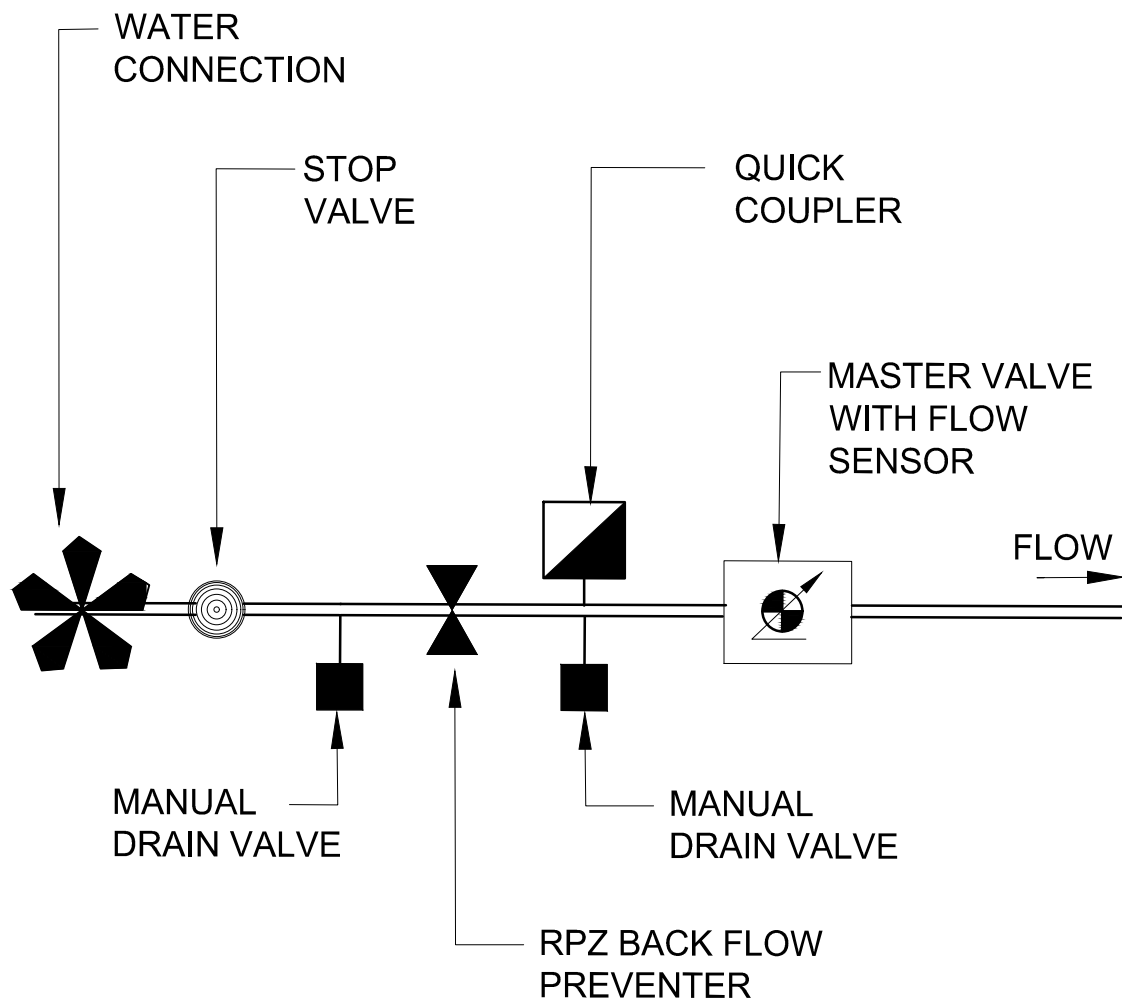 WATER
CONNECTION
STOP
VALVE
QUICK
COUPLER
MASTER VALVE
WITH FLOW
SENSOR
FLOW
MANUAL
DRAIN VALVE
MANUAL
DRAIN VALVE
RPZ BACK FLOW
PREVENTER